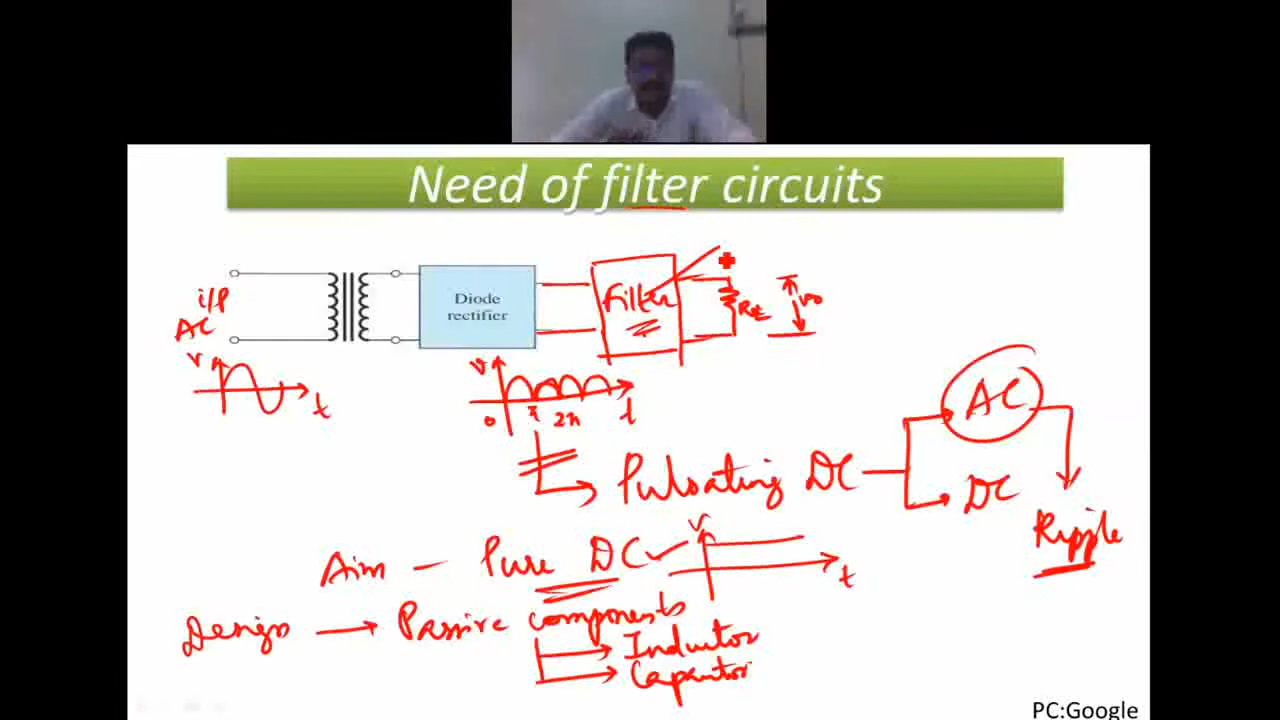 Need of filter circuits
i/p
AC
Diode
rectifier
Filter
RL
Vo
V
t
V
0
π
2π
t
AC
Pulsating DC
DC
Ripple
Aim - Pure DC
V
t
Design → Passive components
Inductor
Capacitor
PC:Google